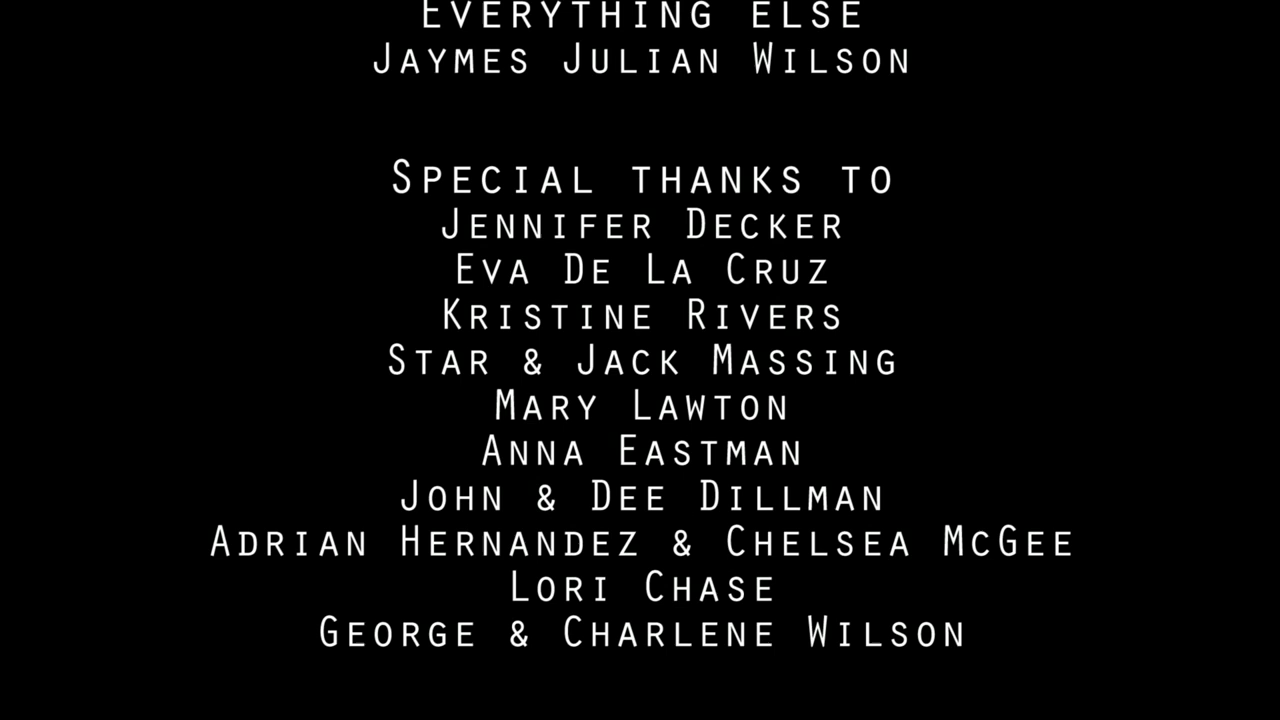 Everything else
Jaymes Julian Wilson
Special thanks to
Jennifer Decker
Eva De La Cruz
Kristine Rivers
Star & Jack Massing
Mary Lawton
Anna Eastman
John & Dee Dillman
Adrian Hernandez & Chelsea McGee
Lori Chase
George & Charlene Wilson